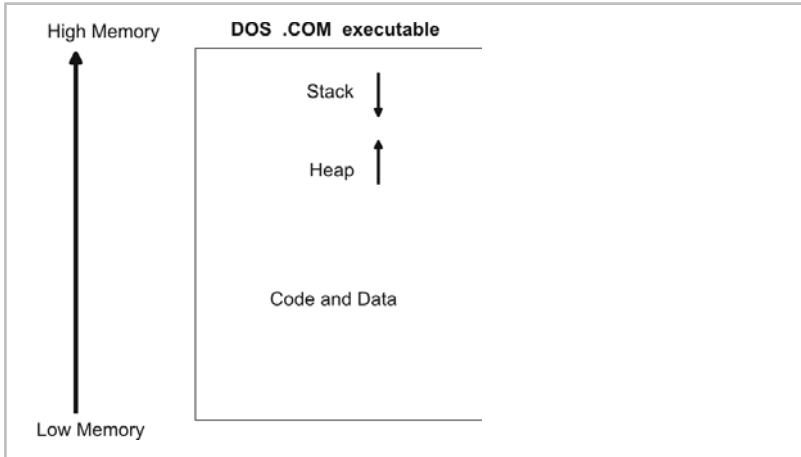 High Memory
DOS .COM executable
Stack
Heap
Code and Data
Low Memory